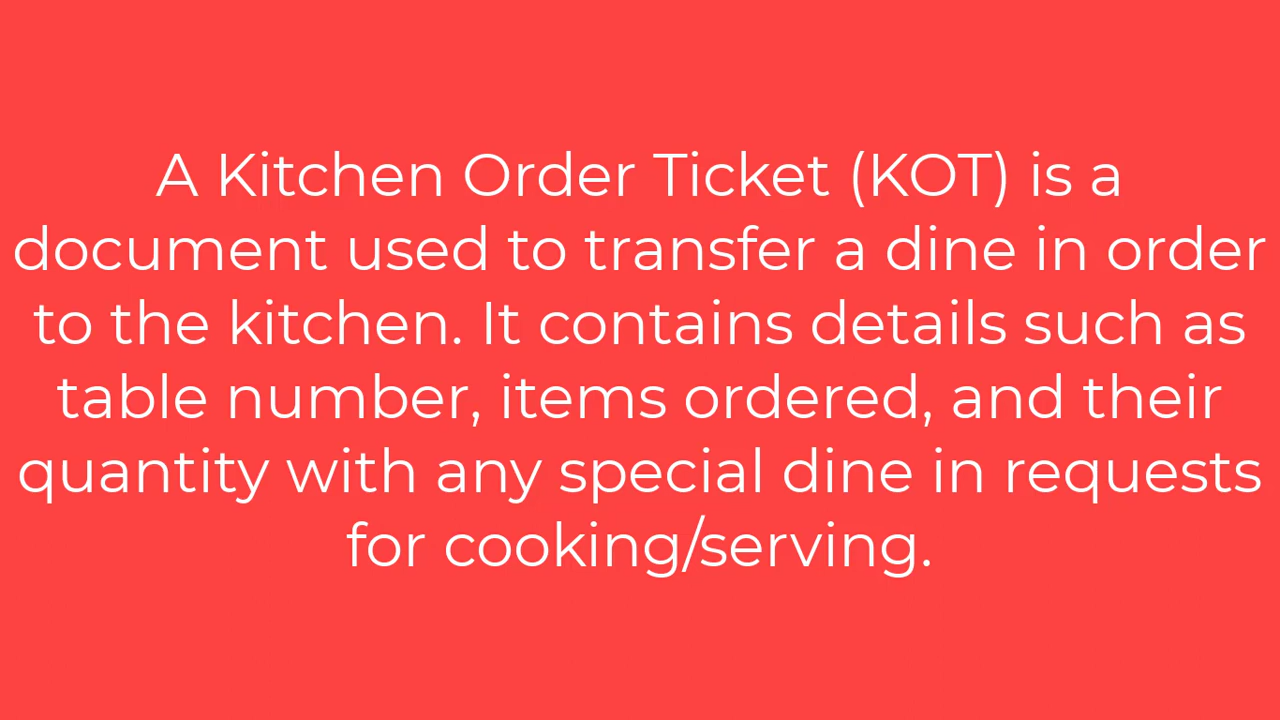 A Kitchen Order Ticket (KOT) is a
document used to transfer a dine in order
to the kitchen. It contains details such as
table number, items ordered, and their
quantity with any special dine in requests
for cooking/serving.